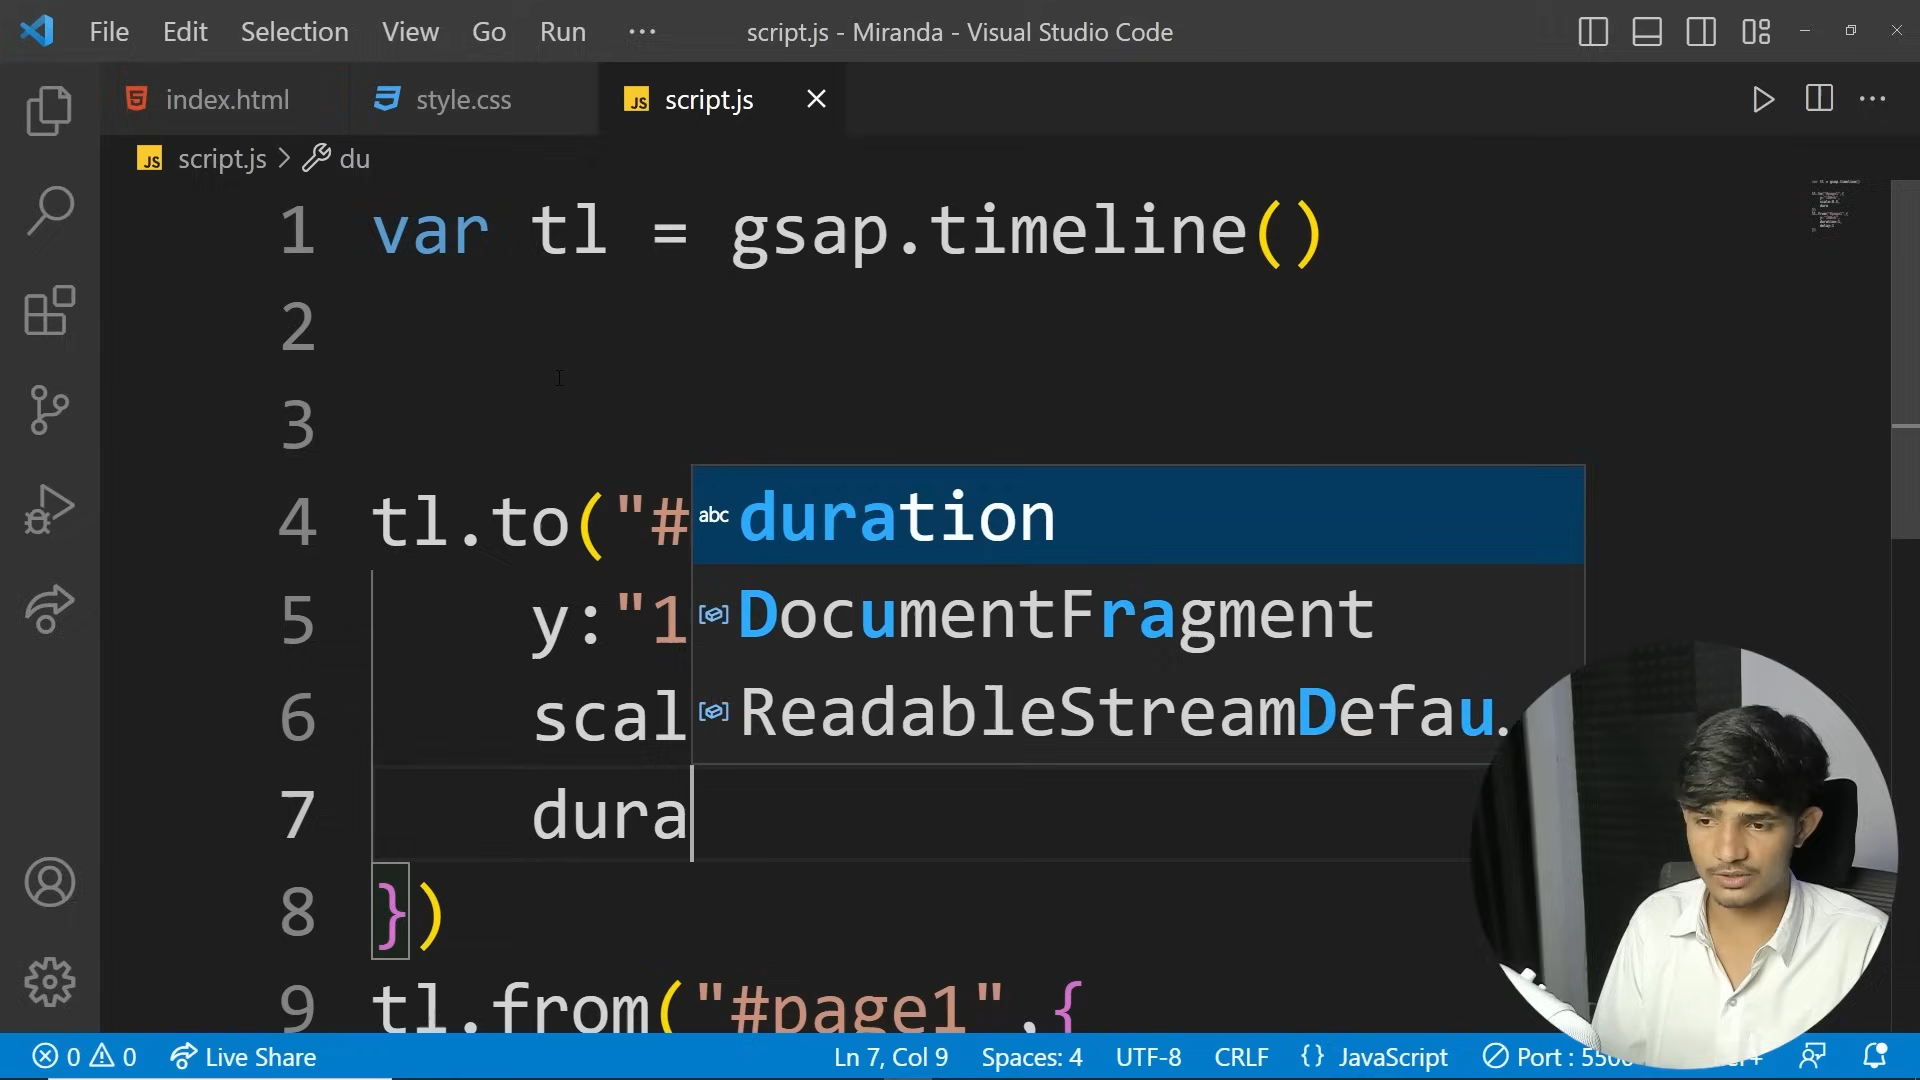 File Edit Selection View Go Run ... script.js - Miranda - Visual Studio Code
index.html style.css JS script.js
JS script.js > du
1 var tl = gsap.timeline()
2
3
4 tl.to("#
abc duration
5 y:"1
DocumentFragment
6 scal
ReadableStreamDefau.
7 dura
8 })
9 tl.from("#page1",{
0 0 Live Share Ln 7, Col 9 Spaces: 4 UTF-8 CRLF {} JavaScript Port :